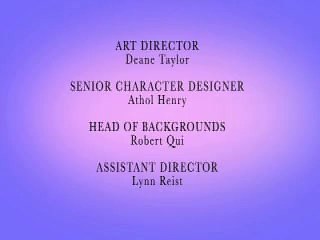 ART DIRECTOR
Deane Taylor
SENIOR CHARACTER DESIGNER
Athol Henry
HEAD OF BACKGROUNDS
Robert Qui
ASSISTANT DIRECTOR
Lynn Reist